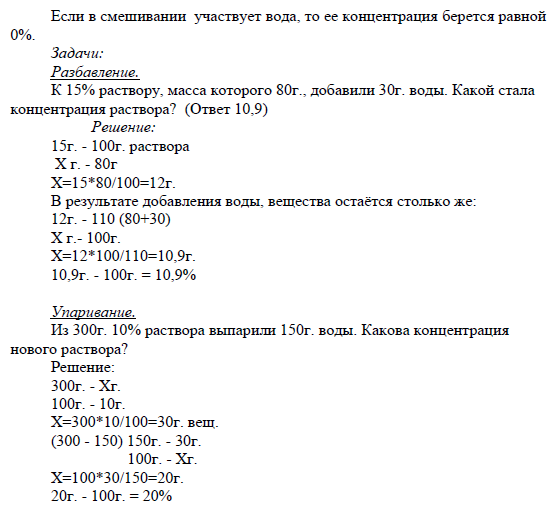 Если в смешивании участвует вода, то ее концентрация берется равной
0%.
Задачи:
Разбавление.
К 15% раствору, масса которого 80г., добавили 30г. воды. Какой стала
концентрация раствора? (Ответ 10,9)
Решение:
15г. - 100г. раствора
Х г. - 80г
Х=15*80/100=12г.
В результате добавления воды, вещества остаётся столько же:
12г. - 110 (80+30)
Х г.- 100г.
Х=12*100/110=10,9г.
10,9г. - 100г. = 10,9%
Упаривание.
Из 300г. 10% раствора выпарили 150г. воды. Какова концентрация
нового раствора?
Решение:
300г. - Хг.
100г. - 10г.
Х=300*10/100=30г. вещ.
(300 - 150) 150г. - 30г.
100г. - Хг.
Х=100*30/150=20г.
20г. - 100г. = 20%